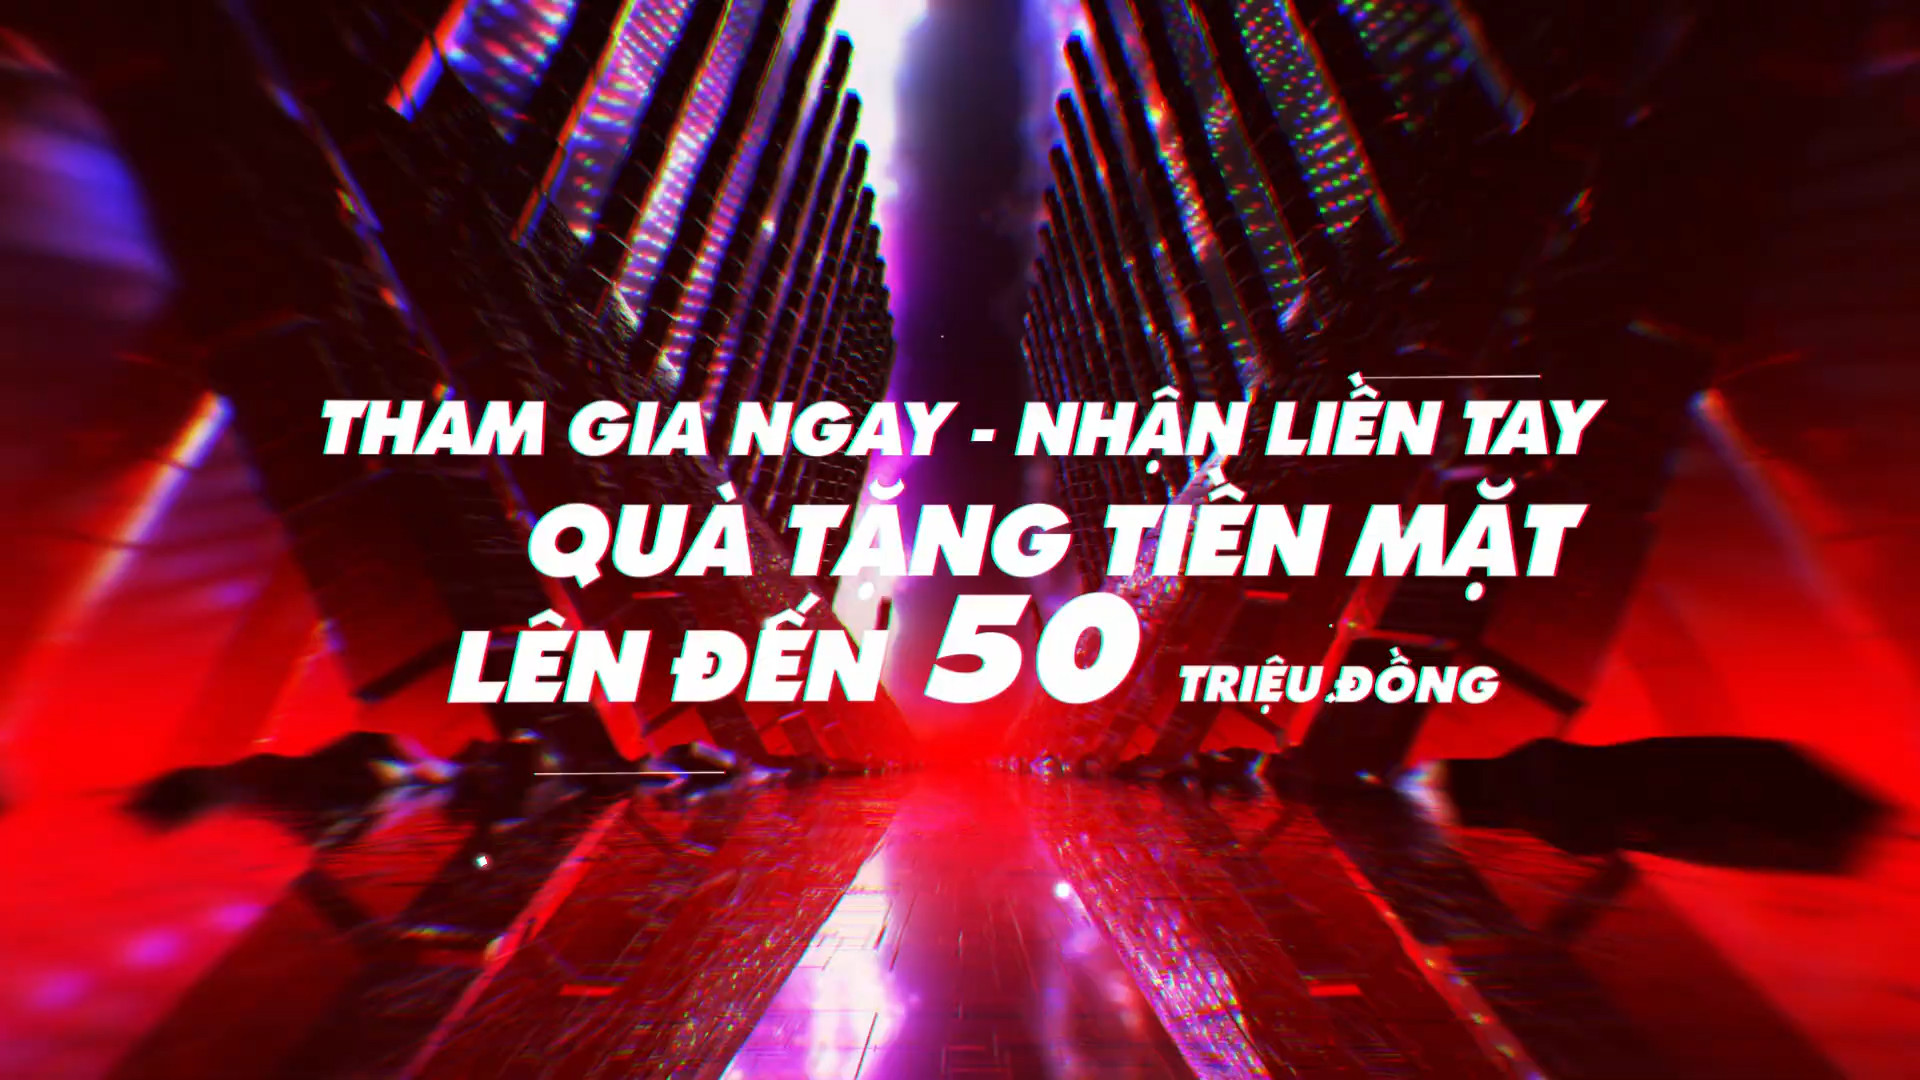 THAM GIA NGAY - NHẬN LIỀN TAY
QUÀ TẶNG TIỀN MẶT
LÊN ĐẾN 50 TRIỆU ĐỒNG